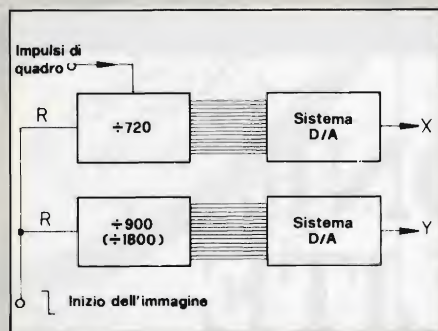 Impulsi di
quadro
R
÷720
Sistema
D/A
X
R
÷900
(÷1800)
Sistema
D/A
Y
Inizio dell'immagine